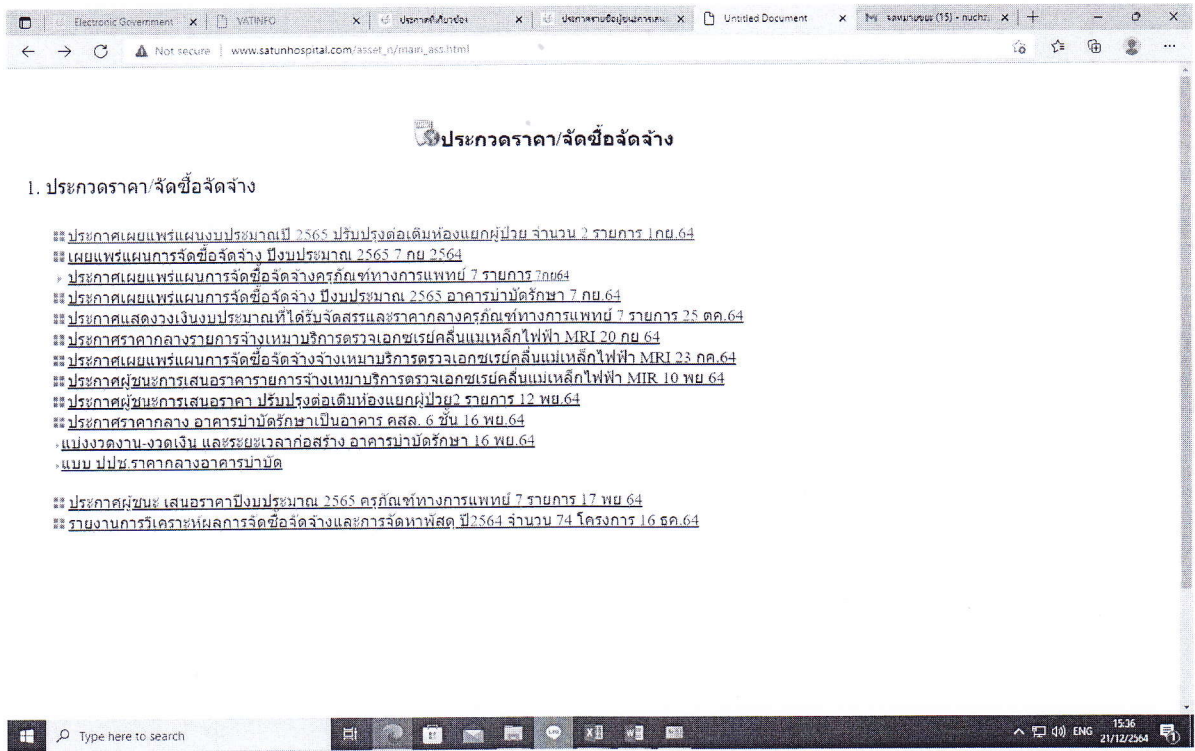 Electronic Government
VATINFO
ประกาศที่เกี่ยวข้อง
Untitled Document
จดหมายขยะ (15) - nuchz
Not secure | www.satunhospital.com/asset_n/main_ass.html
ประกวดราคา/จัดซื้อจัดจ้าง
1. ประกวดราคา/จัดซื้อจัดจ้าง
ประกาศเผยแพร่แผนงบประมาณปี 2565 ปรับปรุงต่อเติมห้องแยกผู้ป่วย จำนวน 2 รายการ 1กย.64
เผยแพร่แผนการจัดซื้อจัดจ้าง ปีงบประมาณ 2565 7 กย 2564
ประกาศเผยแพร่แผนการจัดซื้อจัดจ้างครุภัณฑ์ทางการแพทย์ 7 รายการ 7กย64
ประกาศเผยแพร่แผนการจัดซื้อจัดจ้าง ปีงบประมาณ 2565 อาคารบำบัดรักษา 7 กย.64
ประกาศแสดงวงเงินงบประมาณที่ได้รับจัดสรรและราคากลางครุภัณฑ์ทางการแพทย์ 7 รายการ 25 ตค.64
ประกาศราคากลางรายการจ้างเหมาบริการตรวจเอกซเรย์คลื่นแม่เหล็กไฟฟ้า MRI 20 กย 64
ประกาศเผยแพร่แผนการจัดซื้อจัดจ้างจ้างเหมาบริการตรวจเอกซเรย์คลื่นแม่เหล็กไฟฟ้า MRI 23 กค.64
ประกาศผู้ชนะการเสนอราคารายการจ้างเหมาบริการตรวจเอกซเรย์คลื่นแม่เหล็กไฟฟ้า MIR 10 พย 64
ประกาศผู้ชนะการเสนอราคา ปรับปรุงต่อเติมห้องแยกผู้ป่วย2 รายการ 12 พย.64
ประกาศราคากลาง อาคารบำบัดรักษาเป็นอาคาร คสล. 6 ชั้น 16 พย.64
แบ่งงวดงาน-งวดเงิน และระยะเวลาก่อสร้าง อาคารบำบัดรักษา 16 พย.64
แบบ ปปช.ราคากลางอาคารบำบัด
ประกาศผู้ชนะ เสนอราคาปีงบประมาณ 2565 ครุภัณฑ์ทางการแพทย์ 7 รายการ 17 พย 64
รายงานการวิเคราะห์ผลการจัดซื้อจัดจ้างและการจัดหาพัสดุ ปี2564 จำนวน 74 โครงการ 16 ธค.64
Type here to search
ENG
15:36
21/12/2564